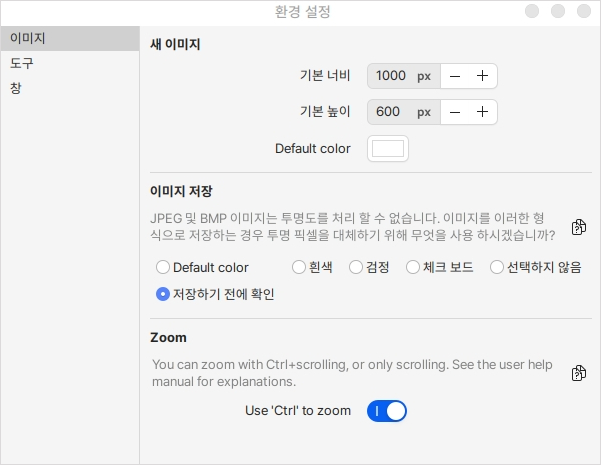 환경 설정
이미지
도구
창
새 이미지
기본 너비 1000 px
기본 높이 600 px
Default color
이미지 저장
JPEG 및 BMP 이미지는 투명도를 처리 할 수 없습니다. 이미지를 이러한 형
식으로 저장하는 경우 투명 픽셀을 대체하기 위해 무엇을 사용 하시겠습니까?
Default color 흰색 검정 체크 보드 선택하지 않음
저장하기 전에 확인
Zoom
You can zoom with Ctrl+scrolling, or only scrolling. See the user help
manual for explanations.
Use 'Ctrl' to zoom